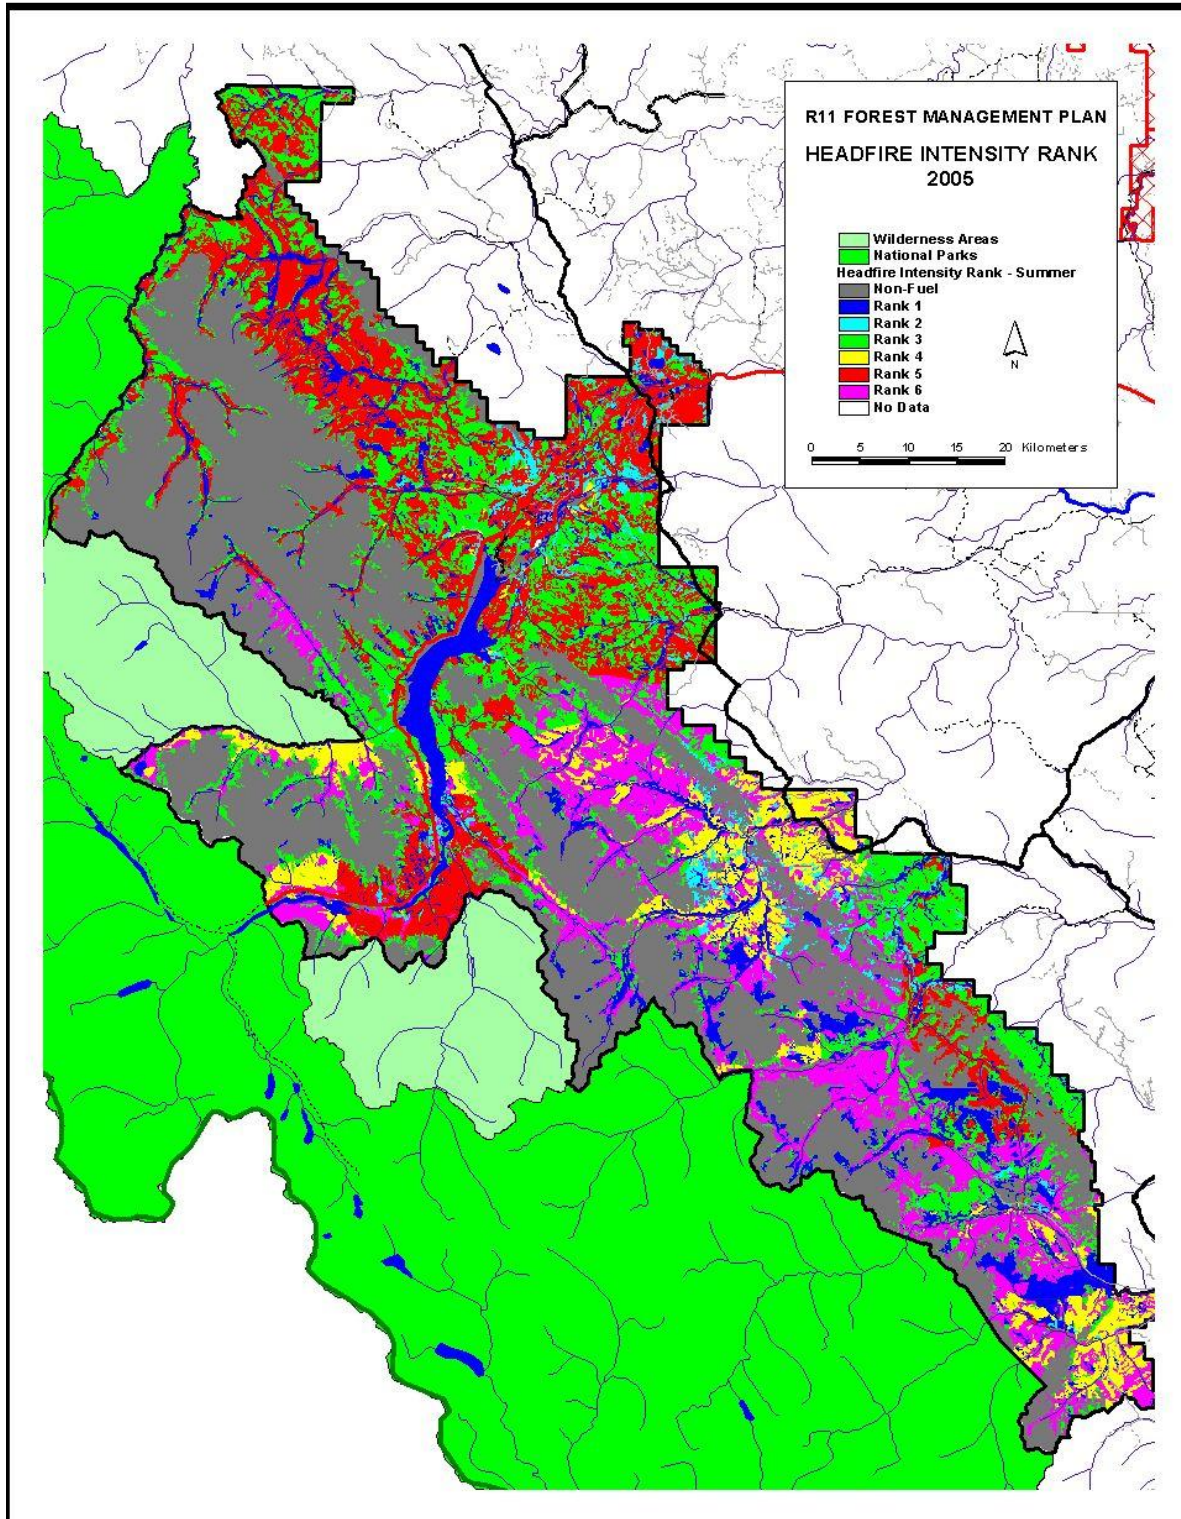 R11 FOREST MANAGEMENT PLAN
HEADFIRE INTENSITY RANK
2005
Wilderness Areas
National Parks
Headfire Intensity Rank - Summer
Non-Fuel
Rank 1
Rank 2
Rank 3
Rank 4
Rank 5
Rank 6
No Data
N
0 5 10 15 20 Kilometers